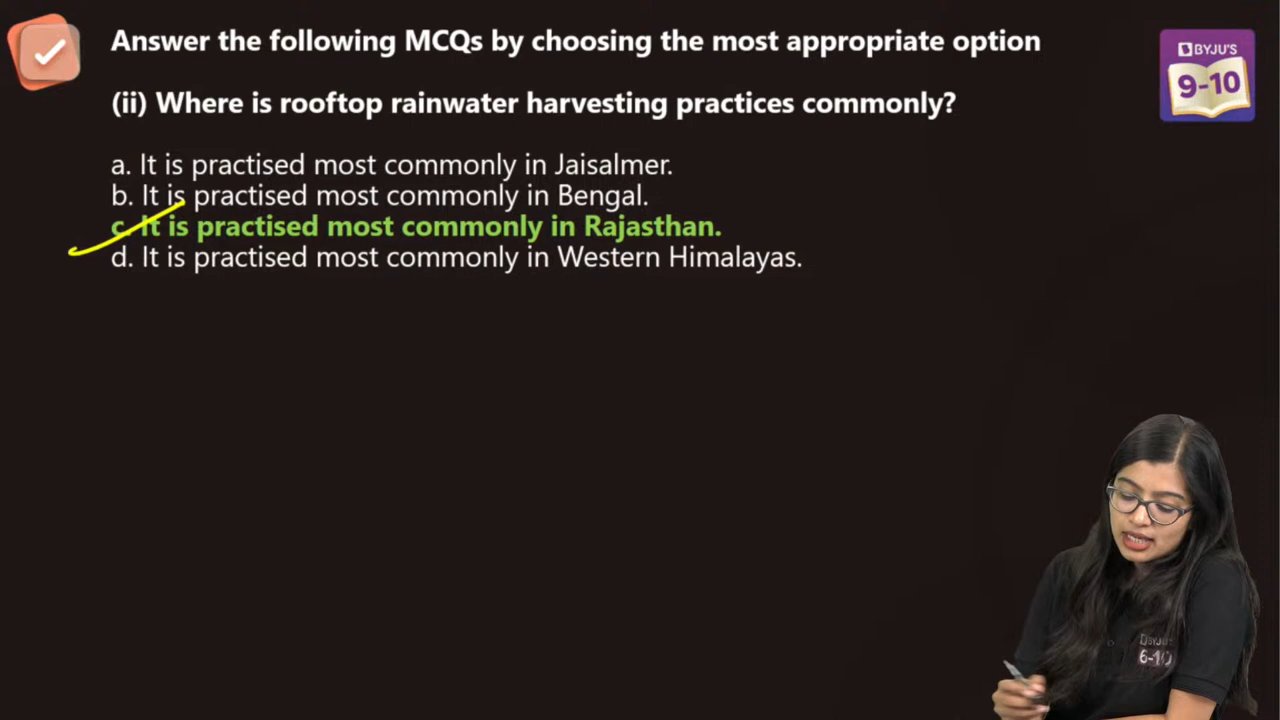 Answer the following MCQs by choosing the most appropriate option
BYJU'S
9-10
(ii) Where is rooftop rainwater harvesting practices commonly?
a. It is practised most commonly in Jaisalmer.
b. It is practised most commonly in Bengal.
c. It is practised most commonly in Rajasthan.
d. It is practised most commonly in Western Himalayas.
BYJU'S
6-10